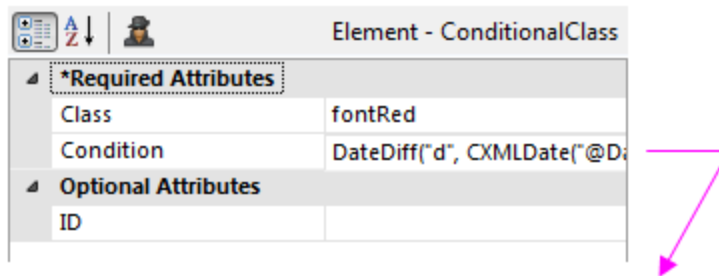 Element - ConditionalClass
*Required Attributes
Class fontRed
Condition DateDiff("d", CXMLDate("@Da
Optional Attributes
ID